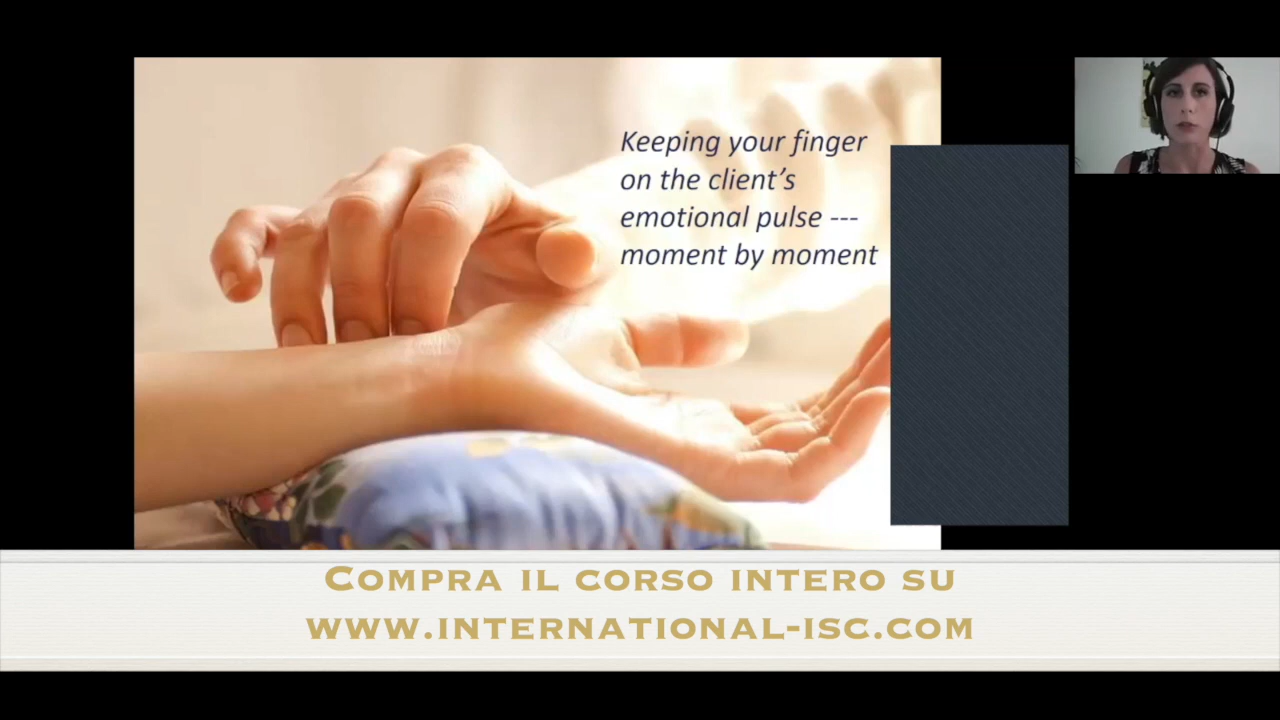 Keeping your finger
on the client’s
emotional pulse ---
moment by moment
COMPRA IL CORSO INTERO SU
WWW.INTERNATIONAL-ISC.COM